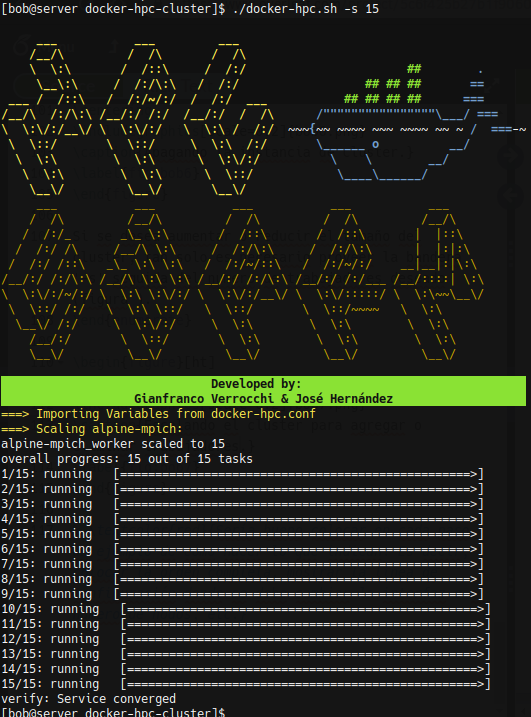 [bob@server docker-hpc-cluster]$ ./docker-hpc.sh -s 15
Developed by:
Gianfranco Verrocchi & José Hernández
===> Importing Variables from docker-hpc.conf
===> Scaling alpine-mpich:
alpine-mpich_worker scaled to 15
overall progress: 15 out of 15 tasks
1/15: running   [==================================================>]
2/15: running   [==================================================>]
3/15: running   [==================================================>]
4/15: running   [==================================================>]
5/15: running   [==================================================>]
6/15: running   [==================================================>]
7/15: running   [==================================================>]
8/15: running   [==================================================>]
9/15: running   [==================================================>]
10/15: running   [==================================================>]
11/15: running   [==================================================>]
12/15: running   [==================================================>]
13/15: running   [==================================================>]
14/15: running   [==================================================>]
15/15: running   [==================================================>]
verify: Service converged
[bob@server docker-hpc-cluster]$